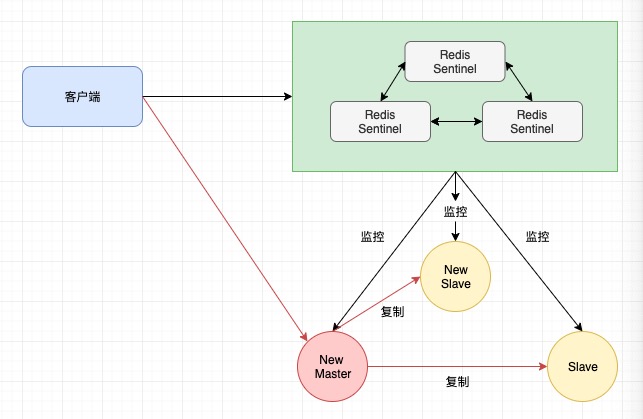 Redis
Sentinel
客户端
Redis
Sentinel
Redis
Sentinel
监控
监控
监控
New
Slave
复制
New
Master
Slave
复制